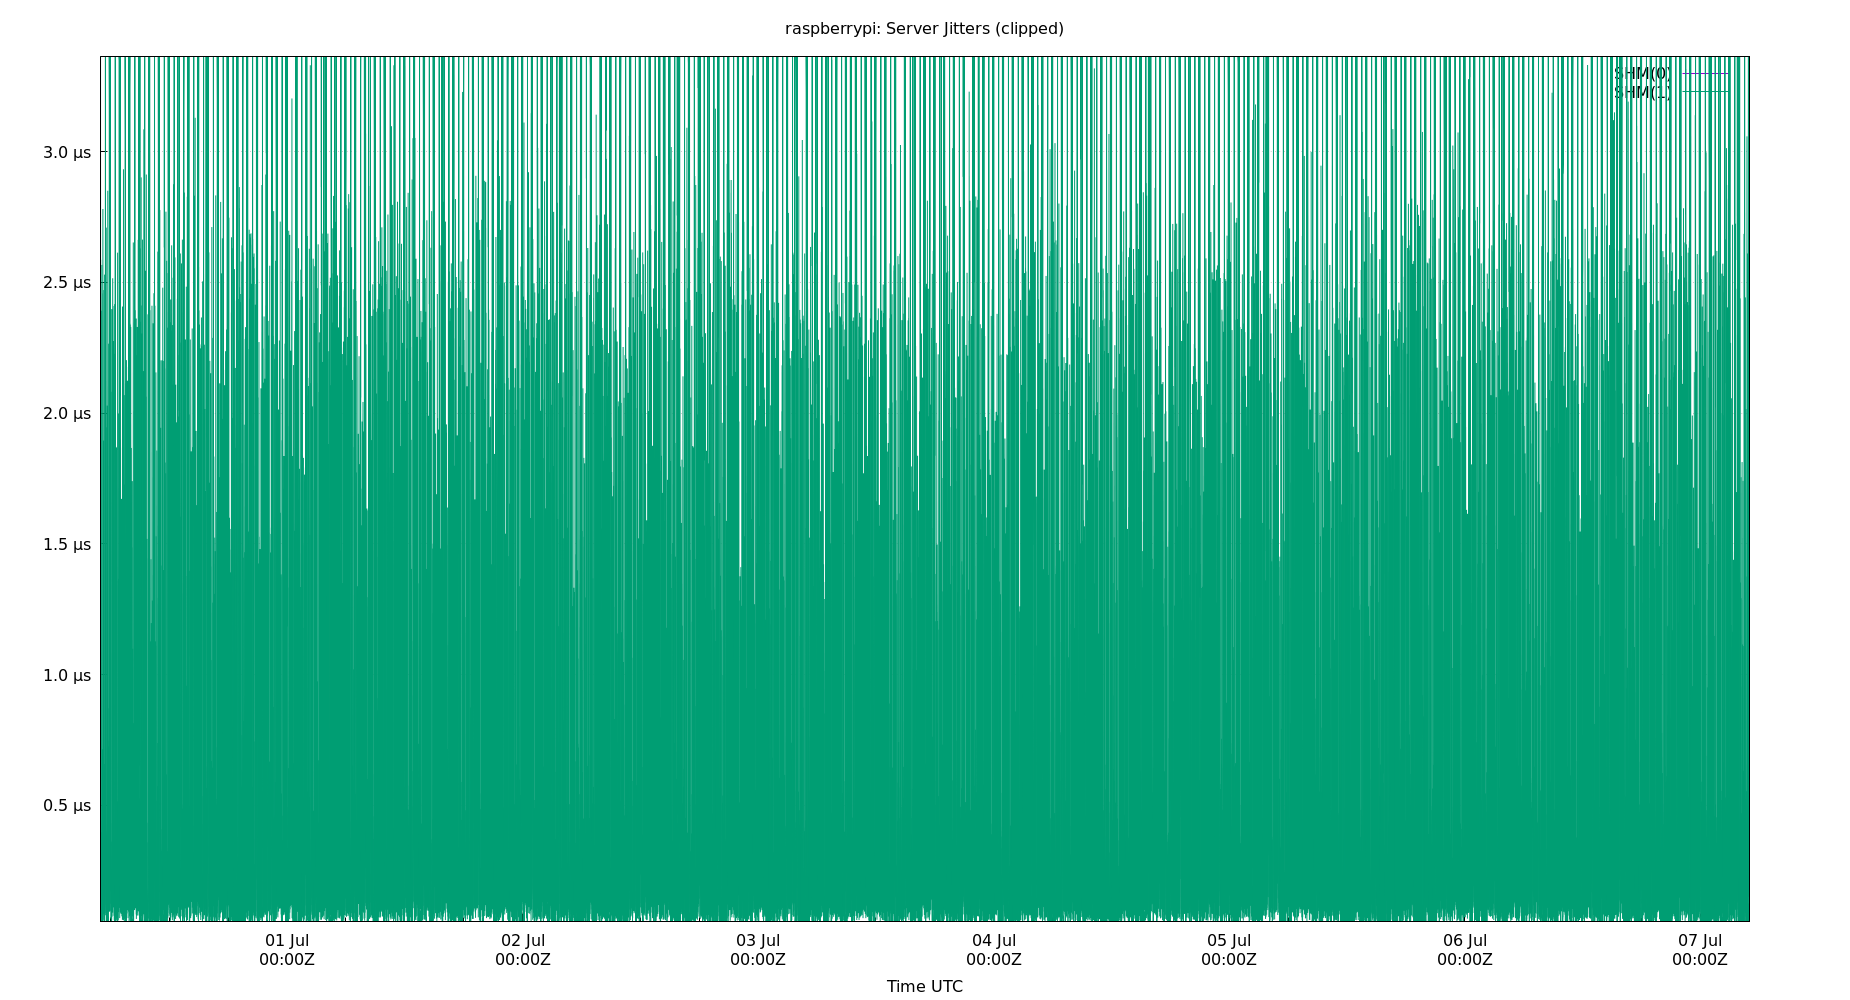 raspberrypi: Server Jitters (clipped)
SHM(0)
SHM(1)
3.0 µs
2.5 µs
2.0 µs
1.5 µs
1.0 µs
0.5 µs
01 Jul 02 Jul 03 Jul 04 Jul 05 Jul 06 Jul 07 Jul
00:00Z 00:00Z 00:00Z 00:00Z 00:00Z 00:00Z 00:00Z
Time UTC